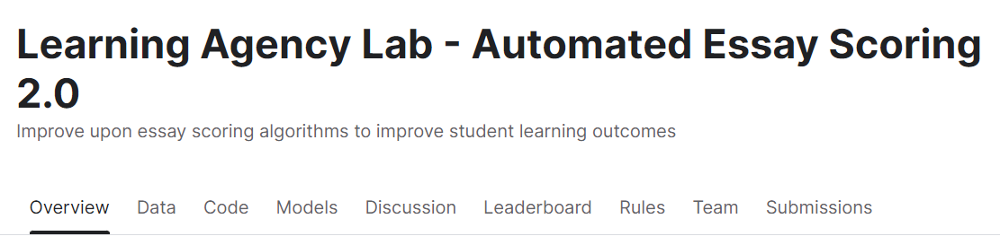 Learning Agency Lab - Automated Essay Scoring
2.0
Improve upon essay scoring algorithms to improve student learning outcomes
Overview Data Code Models Discussion Leaderboard Rules Team Submissions